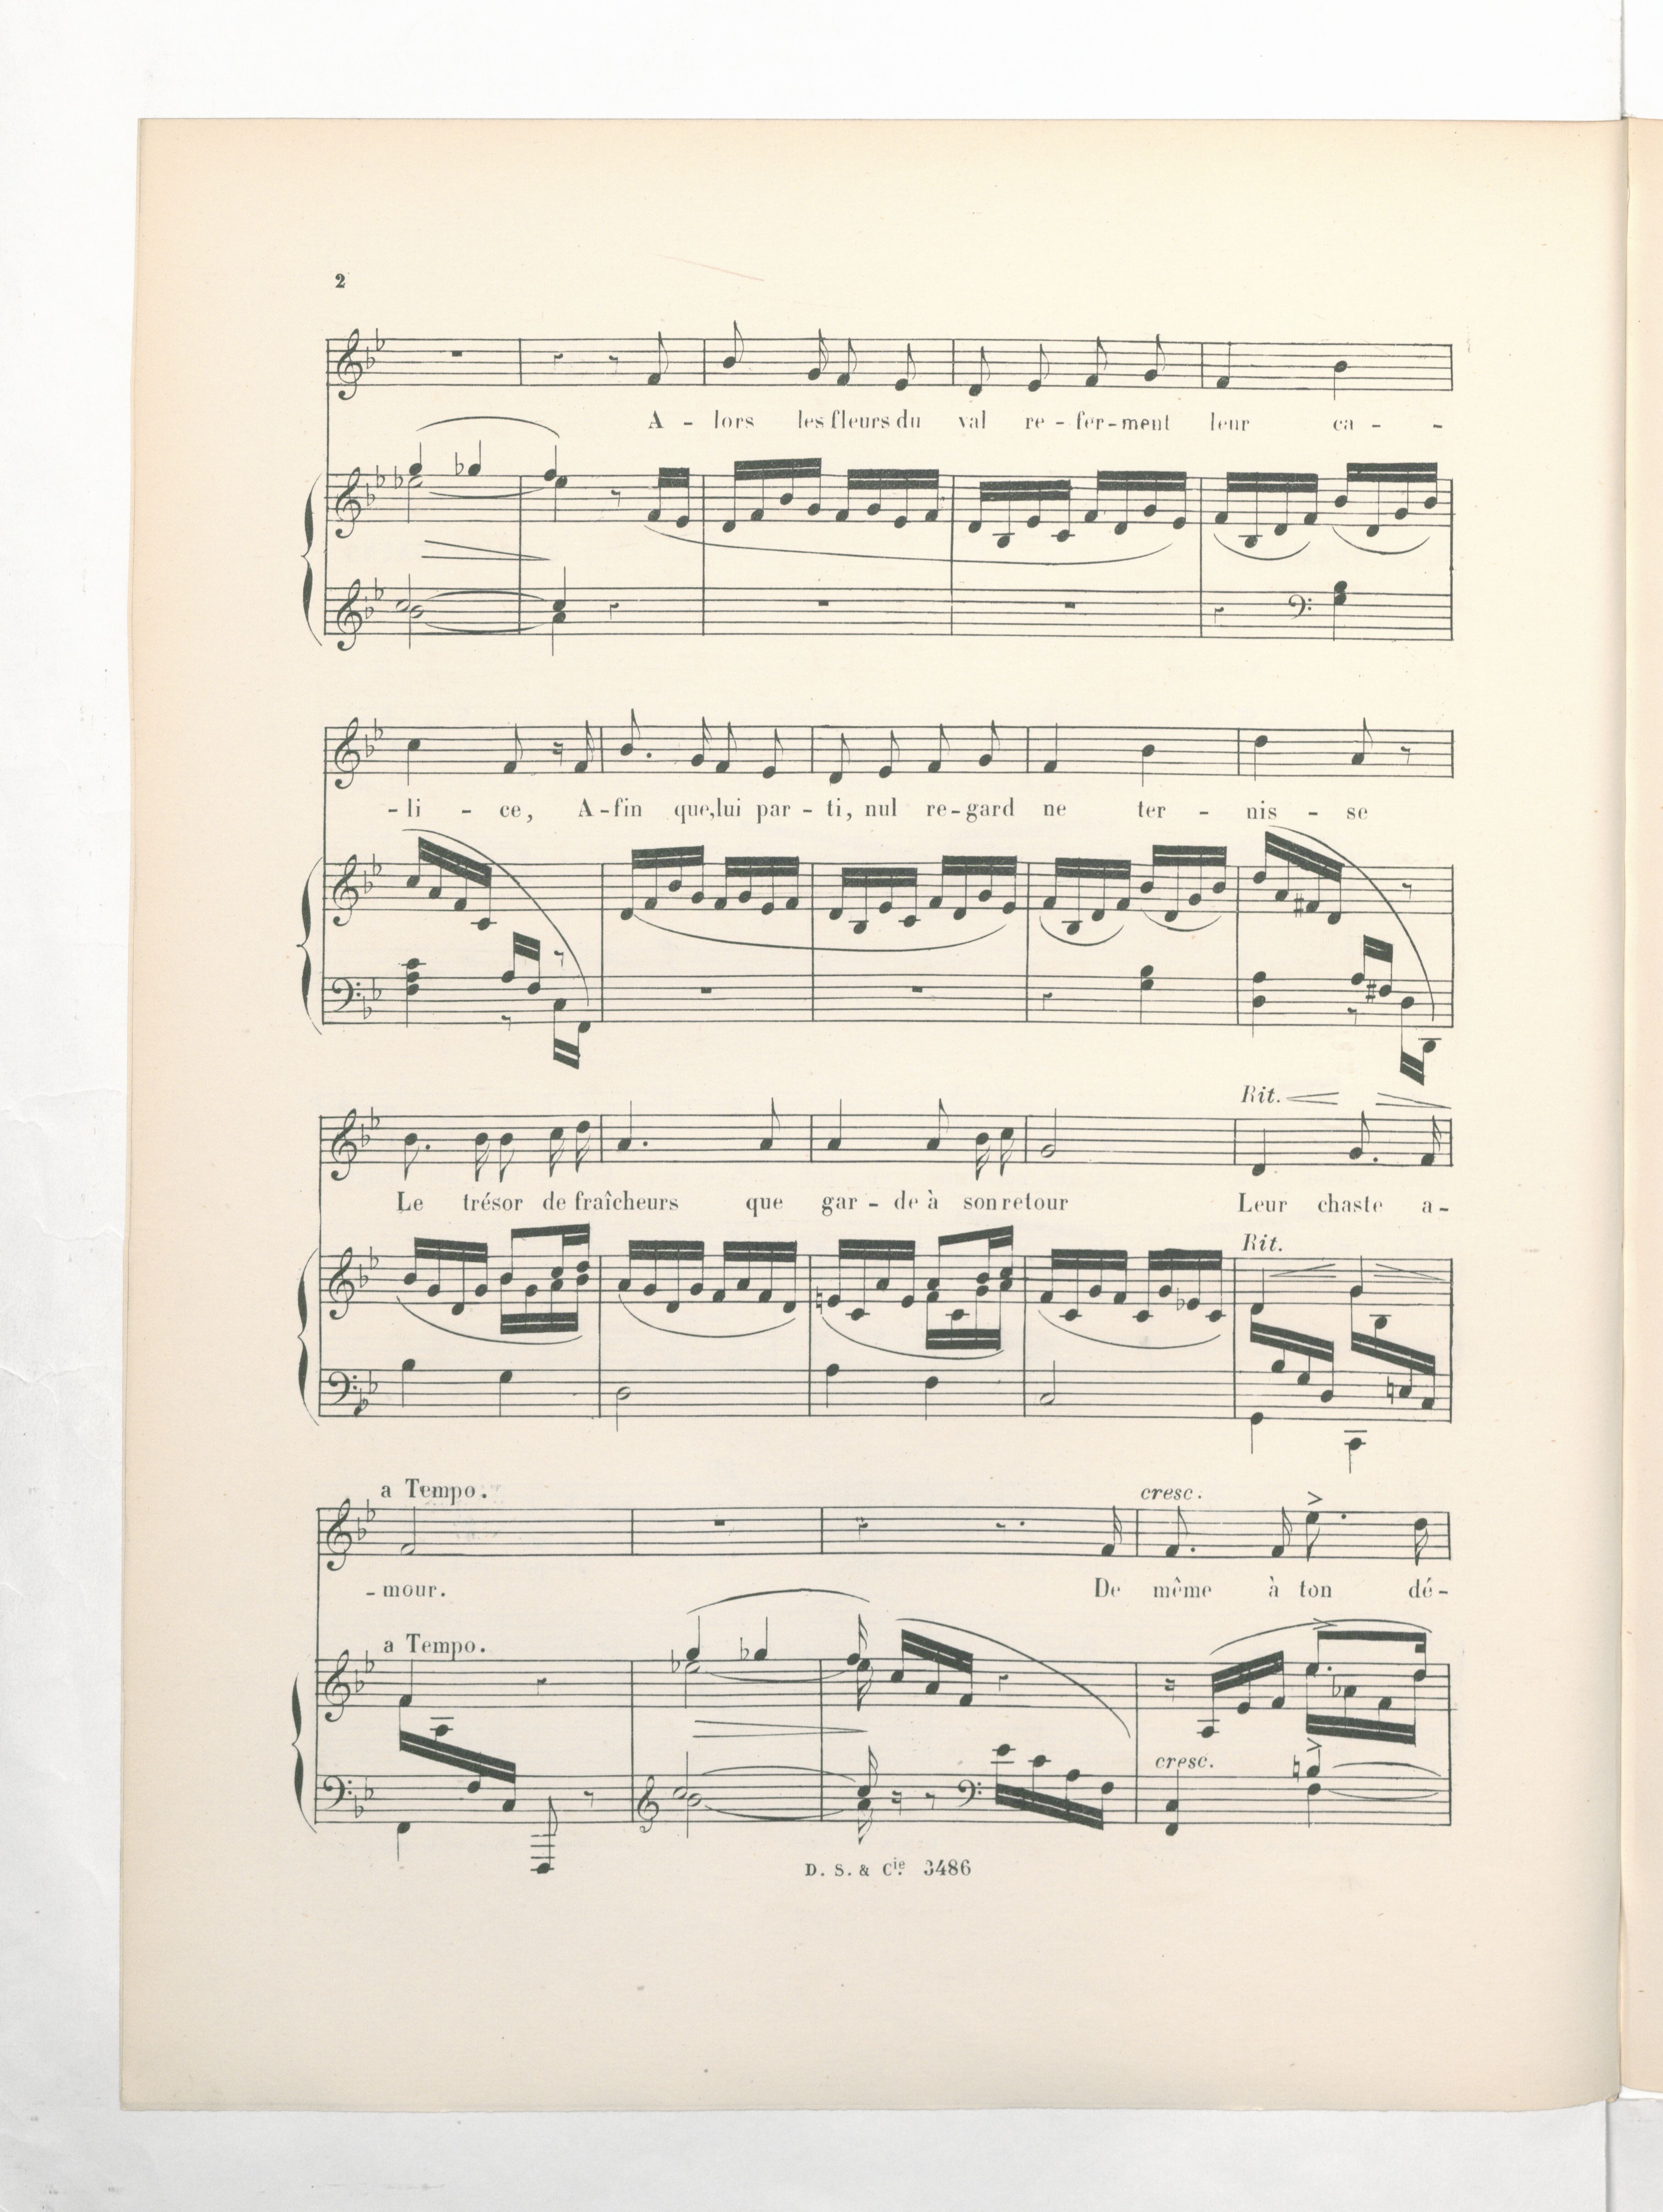 2
A - lors les fleurs du val re - fer - ment leur ca - -
- li - ce, A - fin que, lui par - ti, nul re - gard ne ter - nis - se
Rit.
Le trésor de fraîcheurs que gar - de à son retour Leur chaste a -
Rit.
a Tempo. cresc.
- mour. De même à ton dé -
a Tempo.
cresc.
D. S. & Cie. 3486